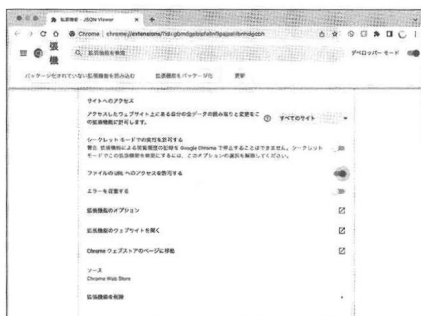 拡張機能 - JSON Viewer
Chrome | chrome://extensions/?id=gbmdgpbipfallnflgajpaliibnhdgobh
拡張機能
拡張機能を検索
デベロッパー モード
パッケージ化されていない拡張機能を読み込む 拡張機能をパッケージ化 更新
サイトへのアクセス
アクセスしたウェブサイト上にある自分の全データの読み取りと変更をこ
の拡張機能に許可します。
すべてのサイト
シークレット モードでの実行を許可する
警告: 拡張機能による閲覧履歴の記録を Google Chrome で停止することはできません。シークレット
モードでこの拡張機能を無効にするには、このオプションの選択を解除してください。
ファイルの URL へのアクセスを許可する
エラーを収集する
拡張機能のオプション
拡張機能のウェブサイトを開く
Chrome ウェブストアのページに移動
ソース
Chrome Web Store
拡張機能を削除